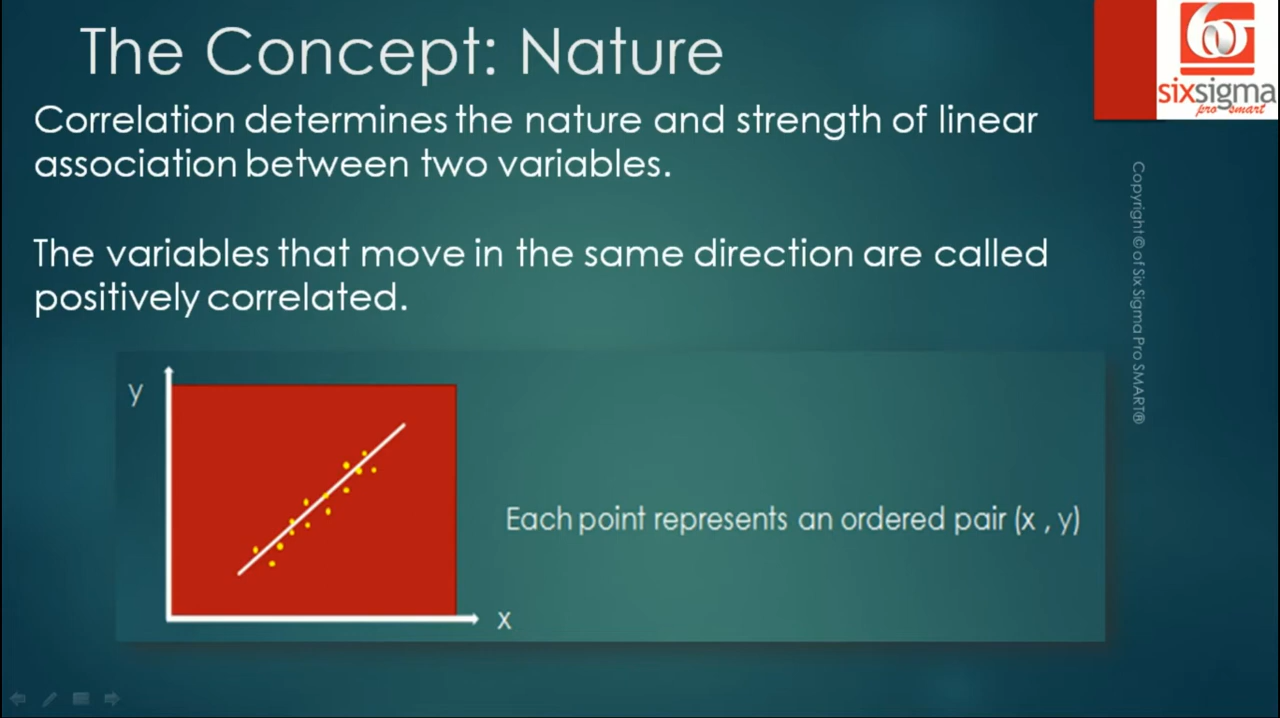 The Concept: Nature
sixsigma
pro smart
Correlation determines the nature and strength of linear
association between two variables.
The variables that move in the same direction are called
positively correlated.
Copyright © of Six Sigma Pro SMART®
y
Each point represents an ordered pair (x , y)
x